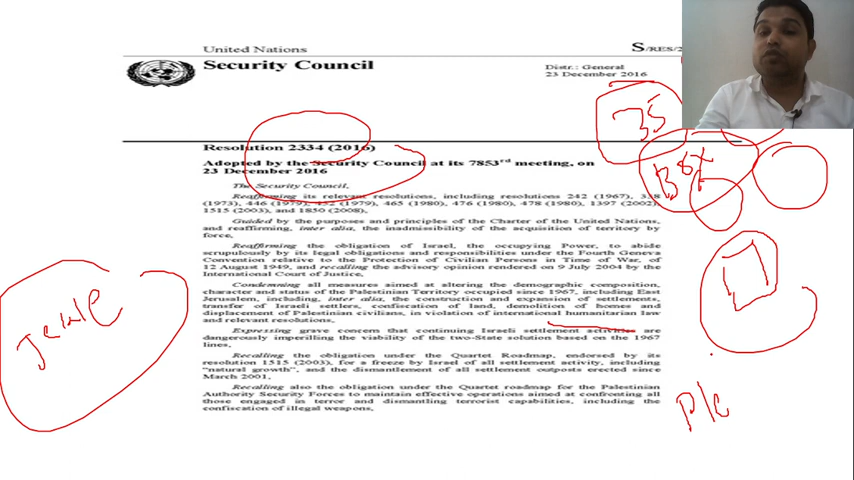 United Nations
S/RES/2
Security Council
Distr.: General
23 December 2016
35
Resolution 2334 (2016)
Adopted by the Security Council at its 7853rd meeting, on
23 December 2016
The Security Council,
Reaffirming its relevant resolutions, including resolutions 242 (1967), 338
(1973), 446 (1979), 452 (1979), 465 (1980), 476 (1980), 478 (1980), 1397 (2002),
1515 (2003), and 1850 (2008),
Guided by the purposes and principles of the Charter of the United Nations,
and reaffirming, inter alia, the inadmissibility of the acquisition of territory by
force,
Reaffirming the obligation of Israel, the occupying Power, to abide
scrupulously by its legal obligations and responsibilities under the Fourth Geneva
Convention relative to the Protection of Civilian Persons in Time of War, of
12 August 1949, and recalling the advisory opinion rendered on 9 July 2004 by the
International Court of Justice,
Condemning all measures aimed at altering the demographic composition,
character and status of the Palestinian Territory occupied since 1967, including East
Jerusalem, including, inter alia, the construction and expansion of settlements,
transfer of Israeli settlers, confiscation of land, demolition of homes and
displacement of Palestinian civilians, in violation of international humanitarian law
and relevant resolutions,
Expressing grave concern that continuing Israeli settlement activities are
dangerously imperilling the viability of the two-State solution based on the 1967
lines,
Recalling the obligation under the Quartet Roadmap, endorsed by its
resolution 1515 (2003), for a freeze by Israel of all settlement activity, including
"natural growth", and the dismantlement of all settlement outposts erected since
March 2001,
Recalling also the obligation under the Quartet roadmap for the Palestinian
Authority Security Forces to maintain effective operations aimed at confronting all
those engaged in terror and dismantling terrorist capabilities, including the
confiscation of illegal weapons,